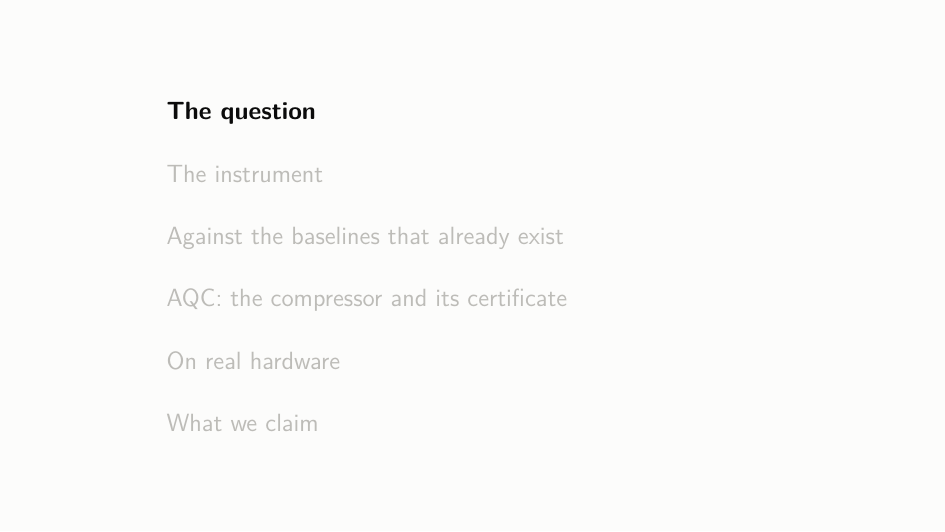 The question
The instrument
Against the baselines that already exist
AQC: the compressor and its certificate
On real hardware
What we claim